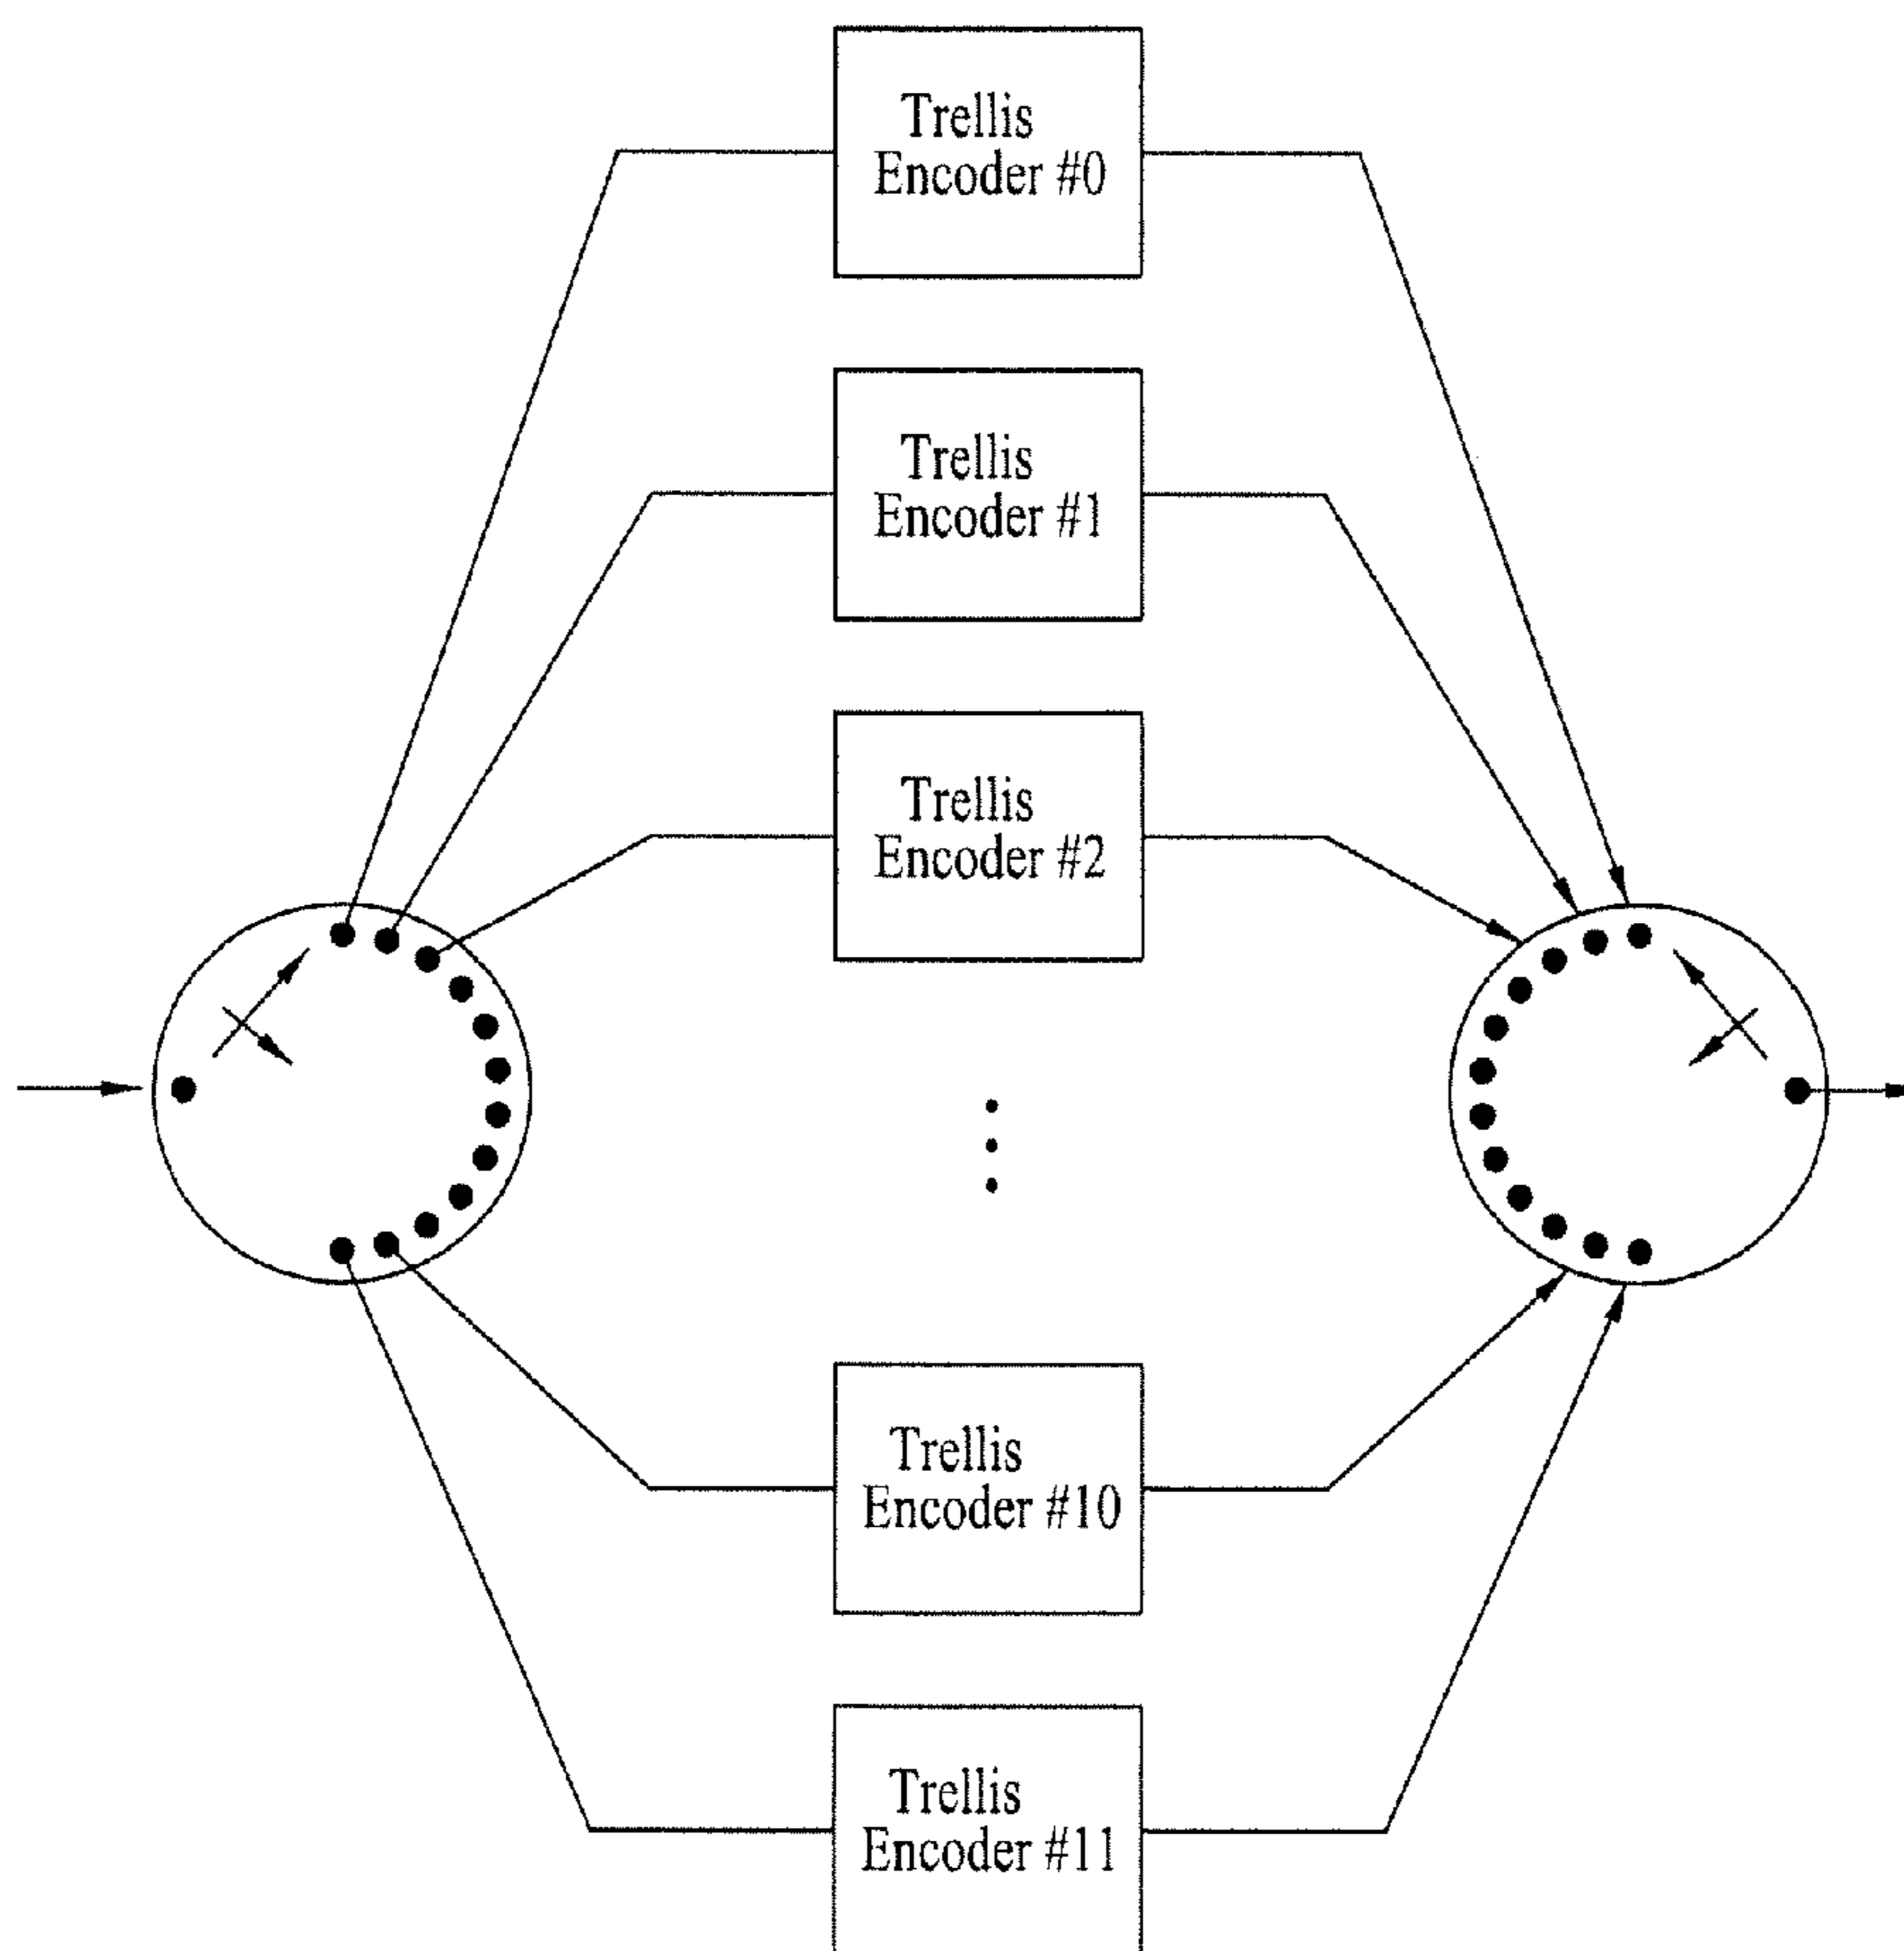 Trellis
Encoder #0
Trellis
Encoder #1
Trellis
Encoder #2
Trellis
Encoder #10
Trellis
Encoder #11